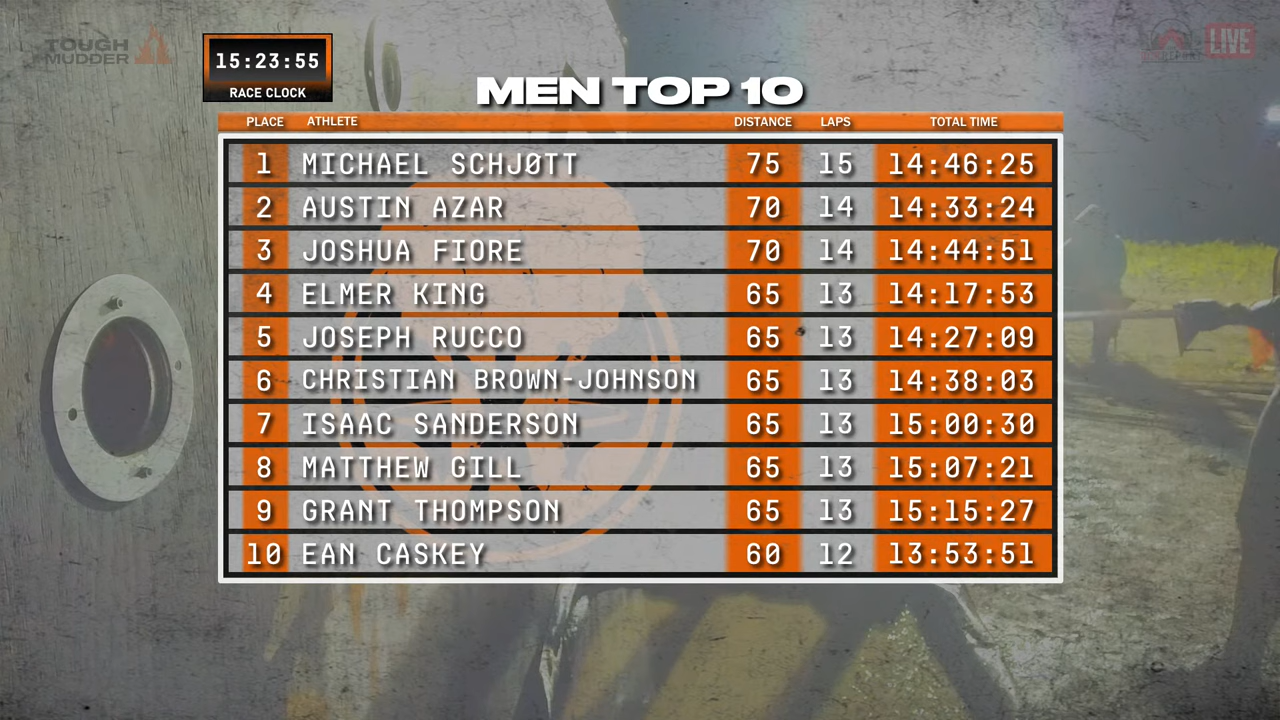 TOUGH
MUDDER
15:23:55
RACE CLOCK
LIVE
MEN TOP 10
PLACE ATHLETE DISTANCE LAPS TOTAL TIME
1 MICHAEL SCHJØTT 75 15 14:46:25
2 AUSTIN AZAR 70 14 14:33:24
3 JOSHUA FIORE 70 14 14:44:51
4 ELMER KING 65 13 14:17:53
5 JOSEPH RUCCO 65 13 14:27:09
6 CHRISTIAN BROWN-JOHNSON 65 13 14:38:03
7 ISAAC SANDERSON 65 13 15:00:30
8 MATTHEW GILL 65 13 15:07:21
9 GRANT THOMPSON 65 13 15:15:27
10 EAN CASKEY 60 12 13:53:51